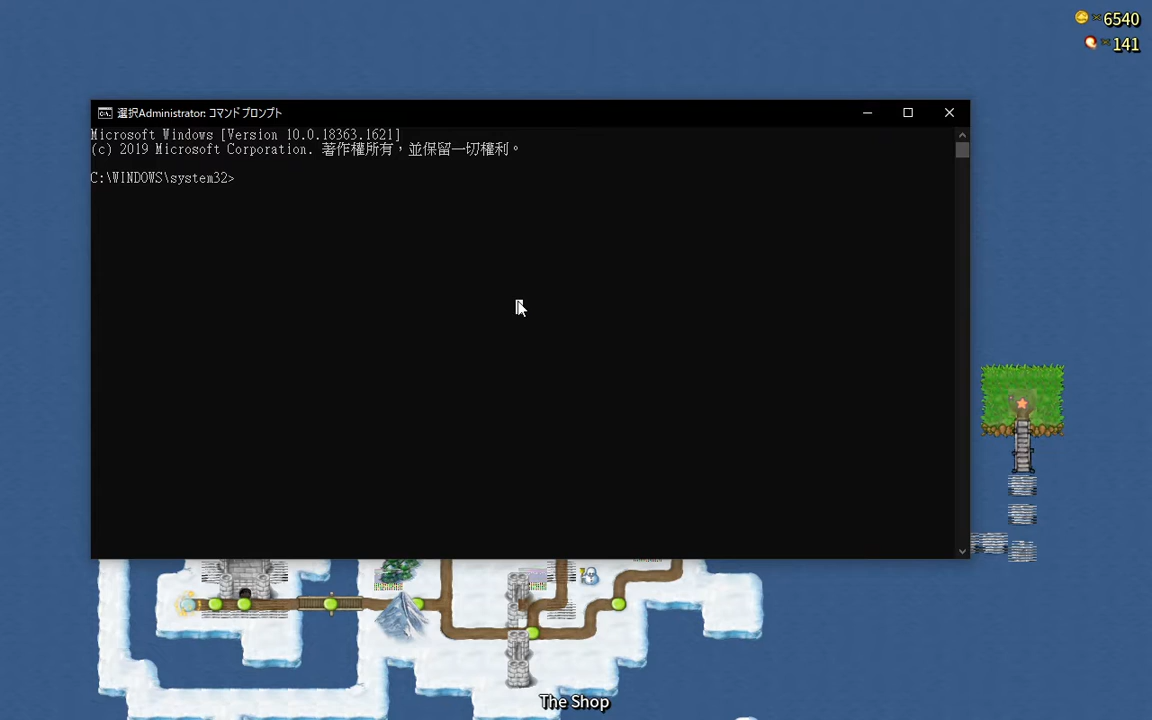 6540
141
選択Administrator: コマンド プロンプト
Microsoft Windows [Version 10.0.18363.1621]
(c) 2019 Microsoft Corporation. 著作權所有，並保留一切權利。
C:\WINDOWS\system32>
The Shop